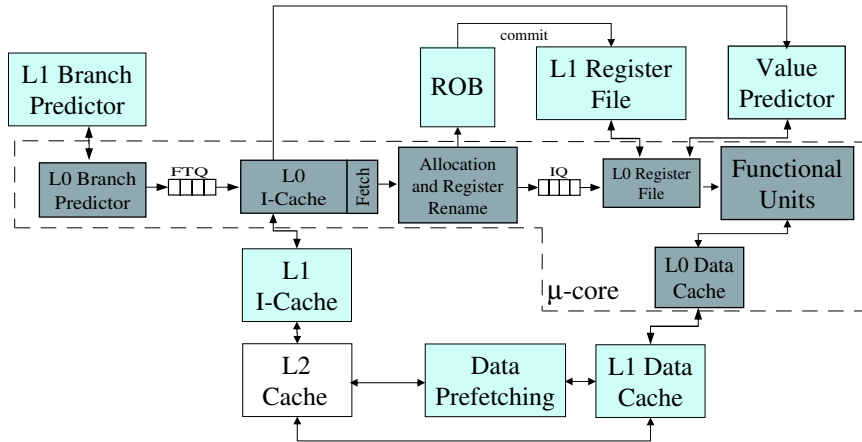 commit
L1 Branch
Predictor
ROB
L1 Register
File
Value
Predictor
L0 Branch
Predictor
FTQ
L0
I-Cache
Fetch
Allocation
and Register
Rename
IQ
L0 Register
File
Functional
Units
L1
I-Cache
μ-core
L0 Data
Cache
L2
Cache
Data
Prefetching
L1 Data
Cache